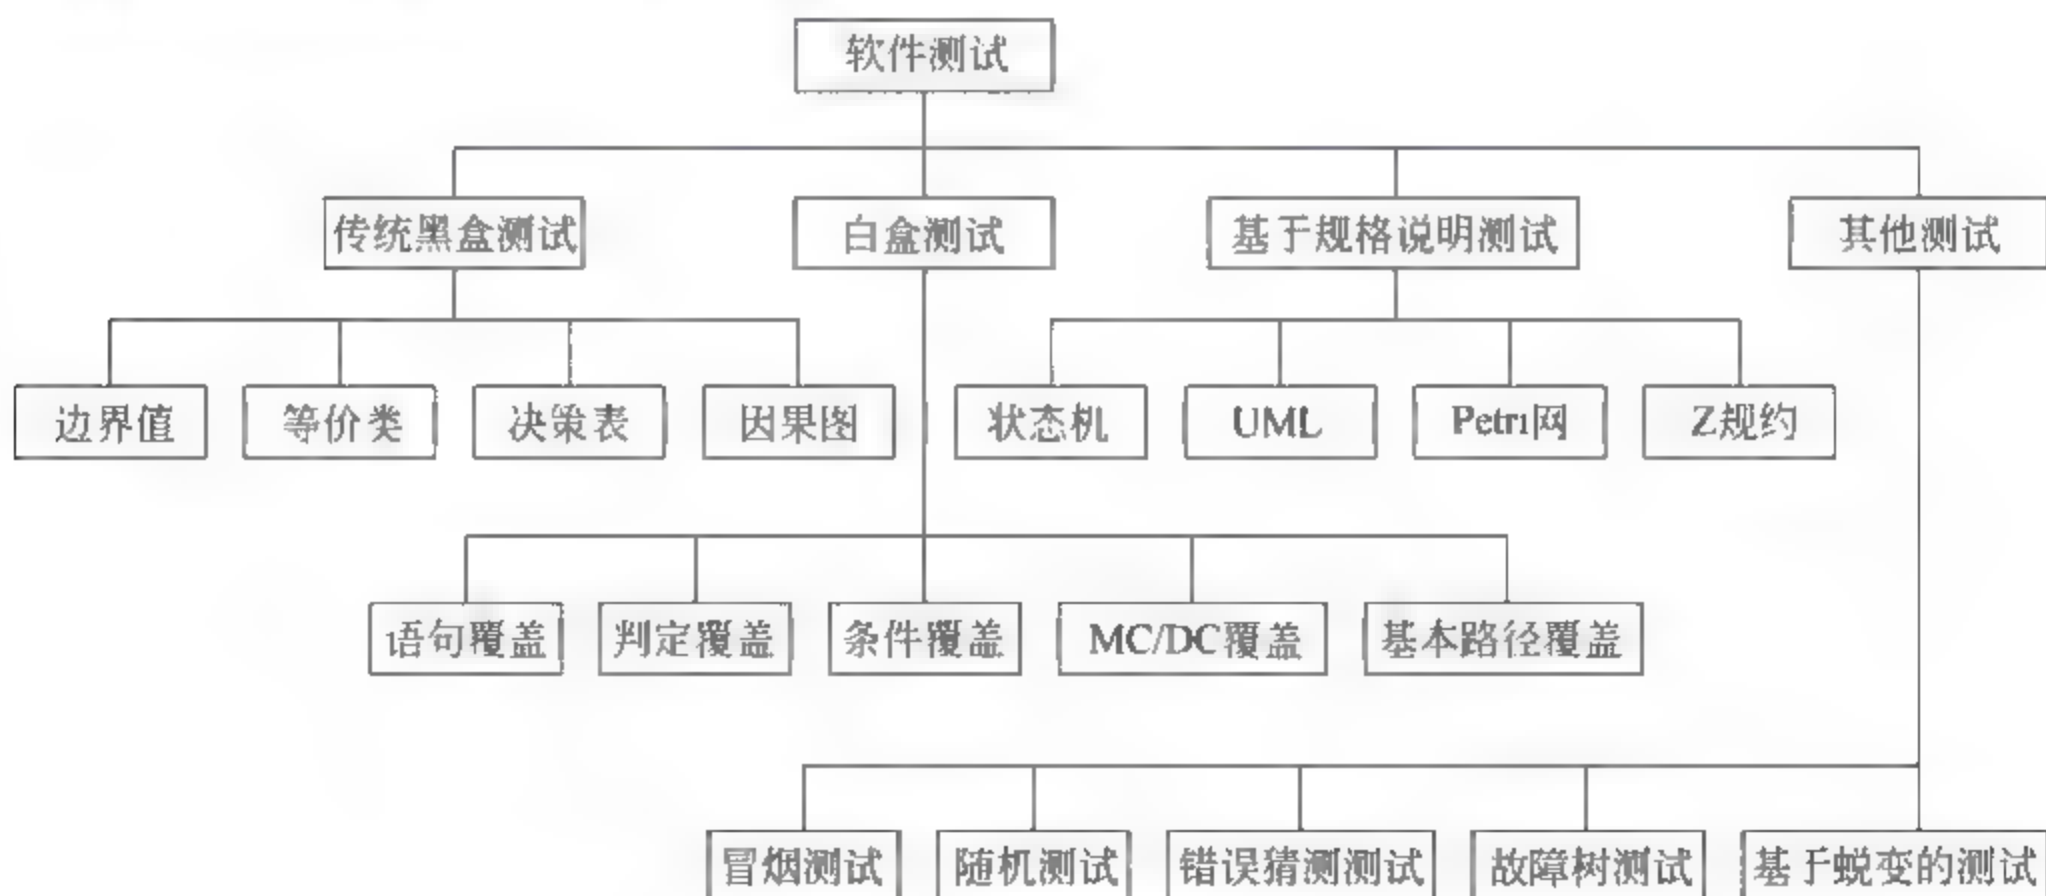 软件测试
传统黑盒测试
白盒测试
基于规格说明测试
其他测试
边界值
等价类
决策表
因果图
状态机
UML
Petri网
Z规约
语句覆盖
判定覆盖
条件覆盖
MC/DC覆盖
基本路径覆盖
冒烟测试
随机测试
错误猜测测试
故障树测试
基于蜕变的测试